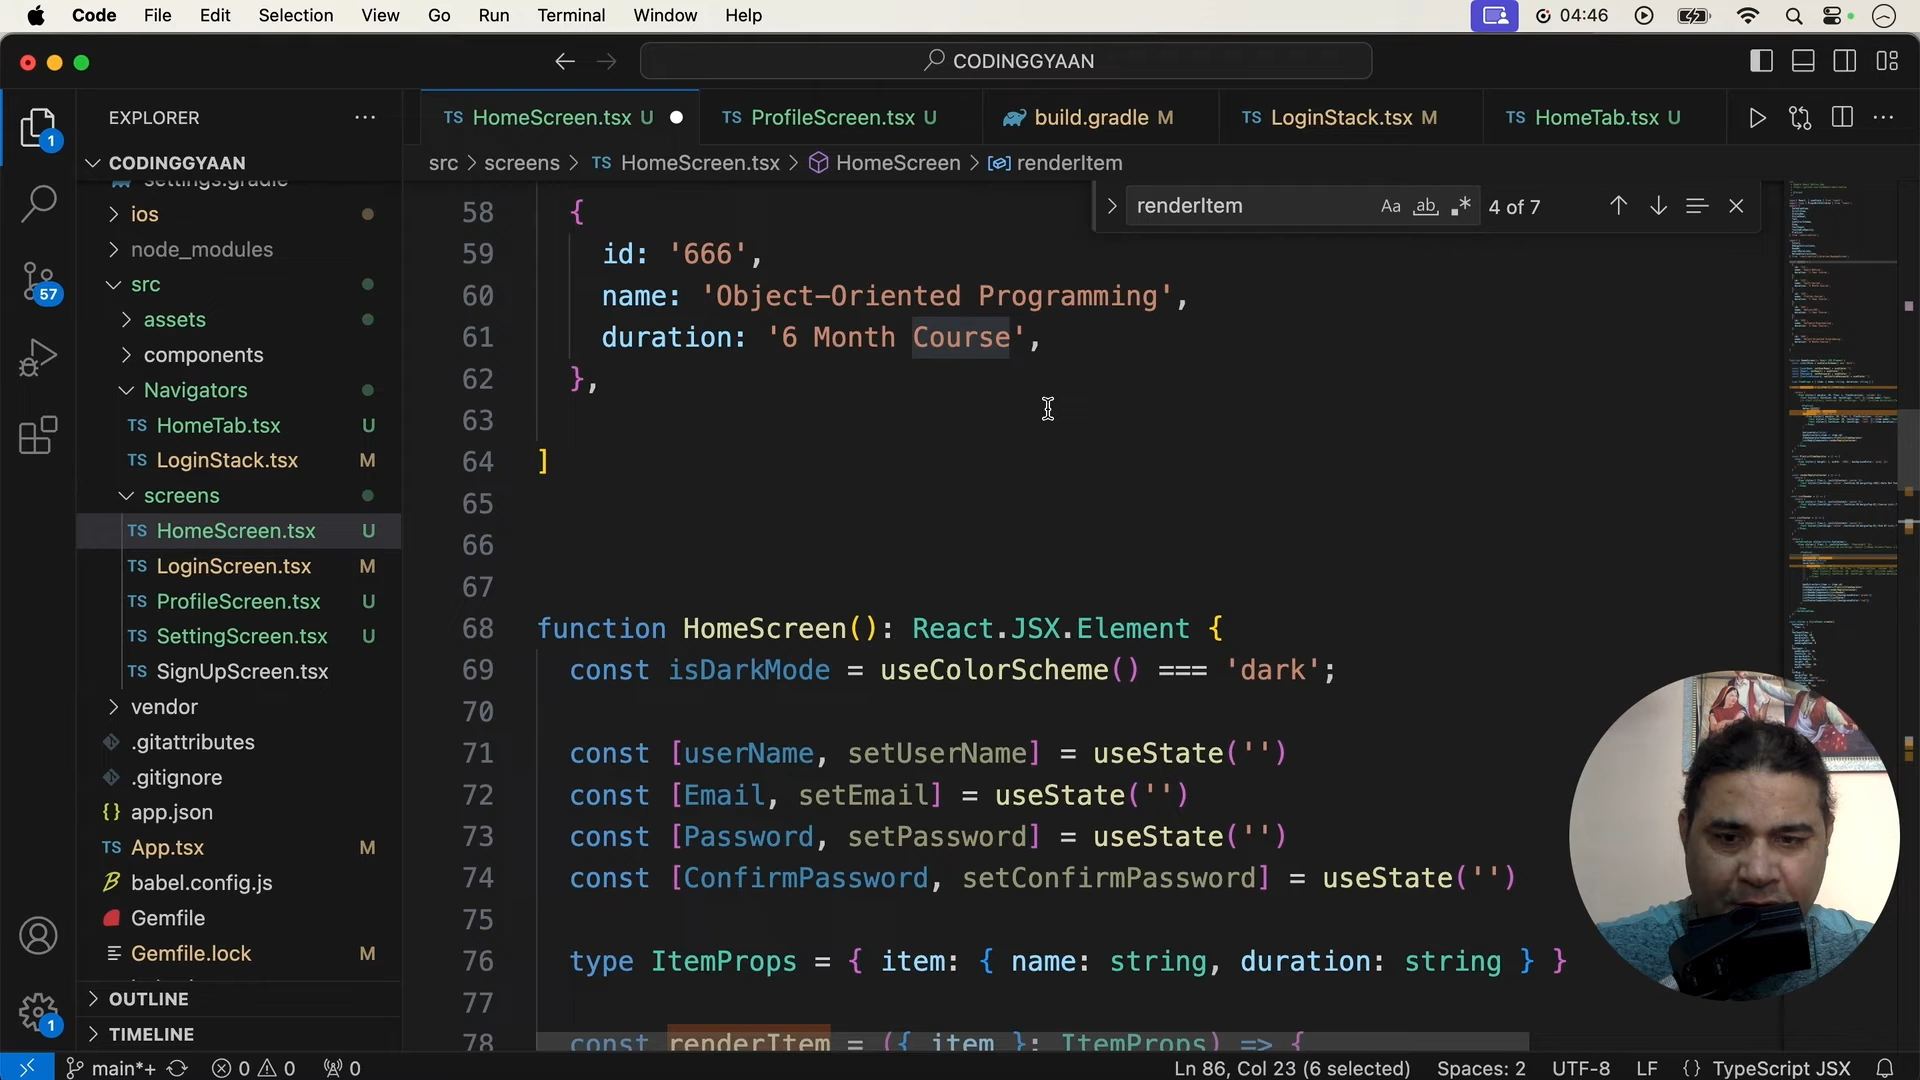 Code File Edit Selection View Go Run Terminal Window Help 04:46
CODINGGYAAN
EXPLORER
TS HomeScreen.tsx U
TS ProfileScreen.tsx U
build.gradle M
TS LoginStack.tsx M
TS HomeTab.tsx U
src > screens > TS HomeScreen.tsx > HomeScreen > renderItem
renderItem Aa ab 4 of 7
1
57
1
CODINGGYAAN
settings.gradle
ios
node_modules
src
assets
components
Navigators
TS HomeTab.tsx U
TS LoginStack.tsx M
screens
TS HomeScreen.tsx U
TS LoginScreen.tsx M
TS ProfileScreen.tsx U
TS SettingScreen.tsx U
TS SignUpScreen.tsx
vendor
.gitattributes
.gitignore
{} app.json
TS App.tsx M
babel.config.js
Gemfile
Gemfile.lock M
OUTLINE
TIMELINE
58 {
59 id: '666',
60 name: 'Object-Oriented Programming',
61 duration: '6 Month Course',
62 },
63
64 ]
65
66
67
68 function HomeScreen(): React.JSX.Element {
69 const isDarkMode = useColorScheme() === 'dark';
70
71 const [userName, setUserName] = useState('')
72 const [Email, setEmail] = useState('')
73 const [Password, setPassword] = useState('')
74 const [ConfirmPassword, setConfirmPassword] = useState('')
75
76 type ItemProps = { item: { name: string, duration: string } }
77
78 const renderItem = ({ item }: ItemProps) => {
main*+ 0 0 0 Ln 86, Col 23 (6 selected) Spaces: 2 UTF-8 LF {} TypeScript JSX